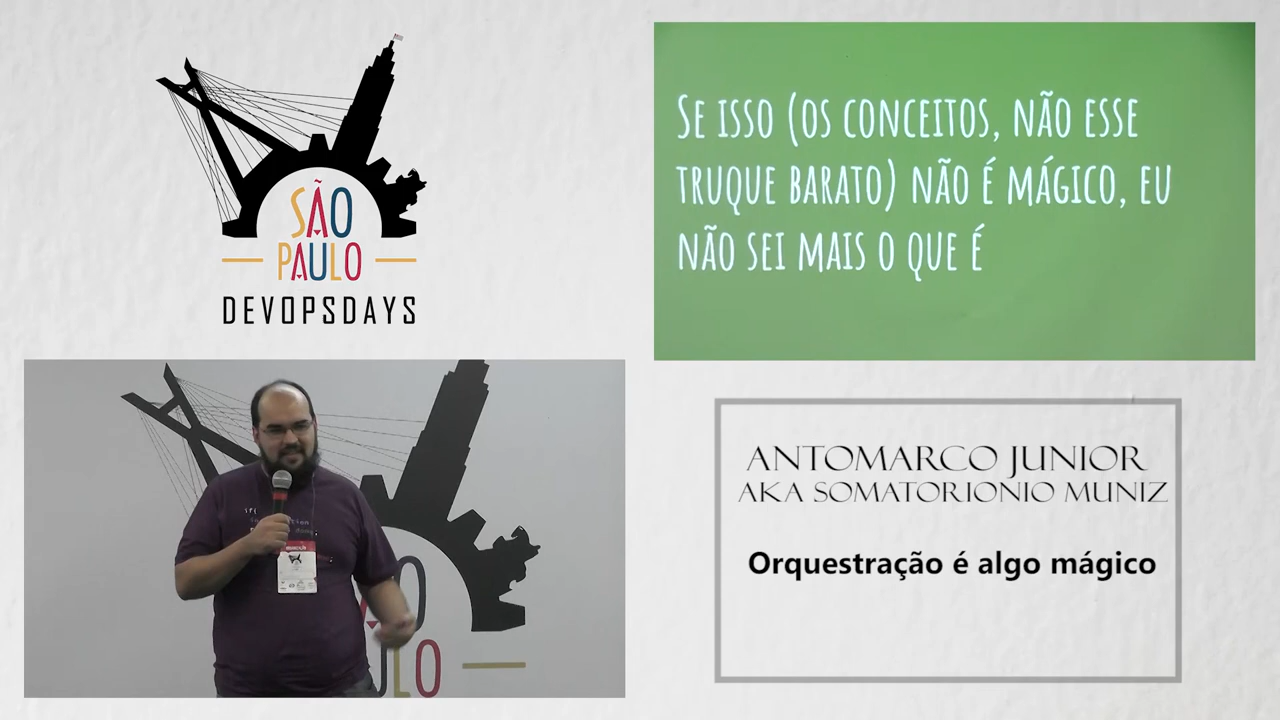 SÃO
PAULO
DEVOPSDAYS
SE ISSO (OS CONCEITOS, NÃO ESSE
TRUQUE BARATO) NÃO É MÁGICO, EU
NÃO SEI MAIS O QUE É
ANTOMARCO JUNIOR
AKA SOMATORIONIO MUNIZ
Orquestração é algo mágico